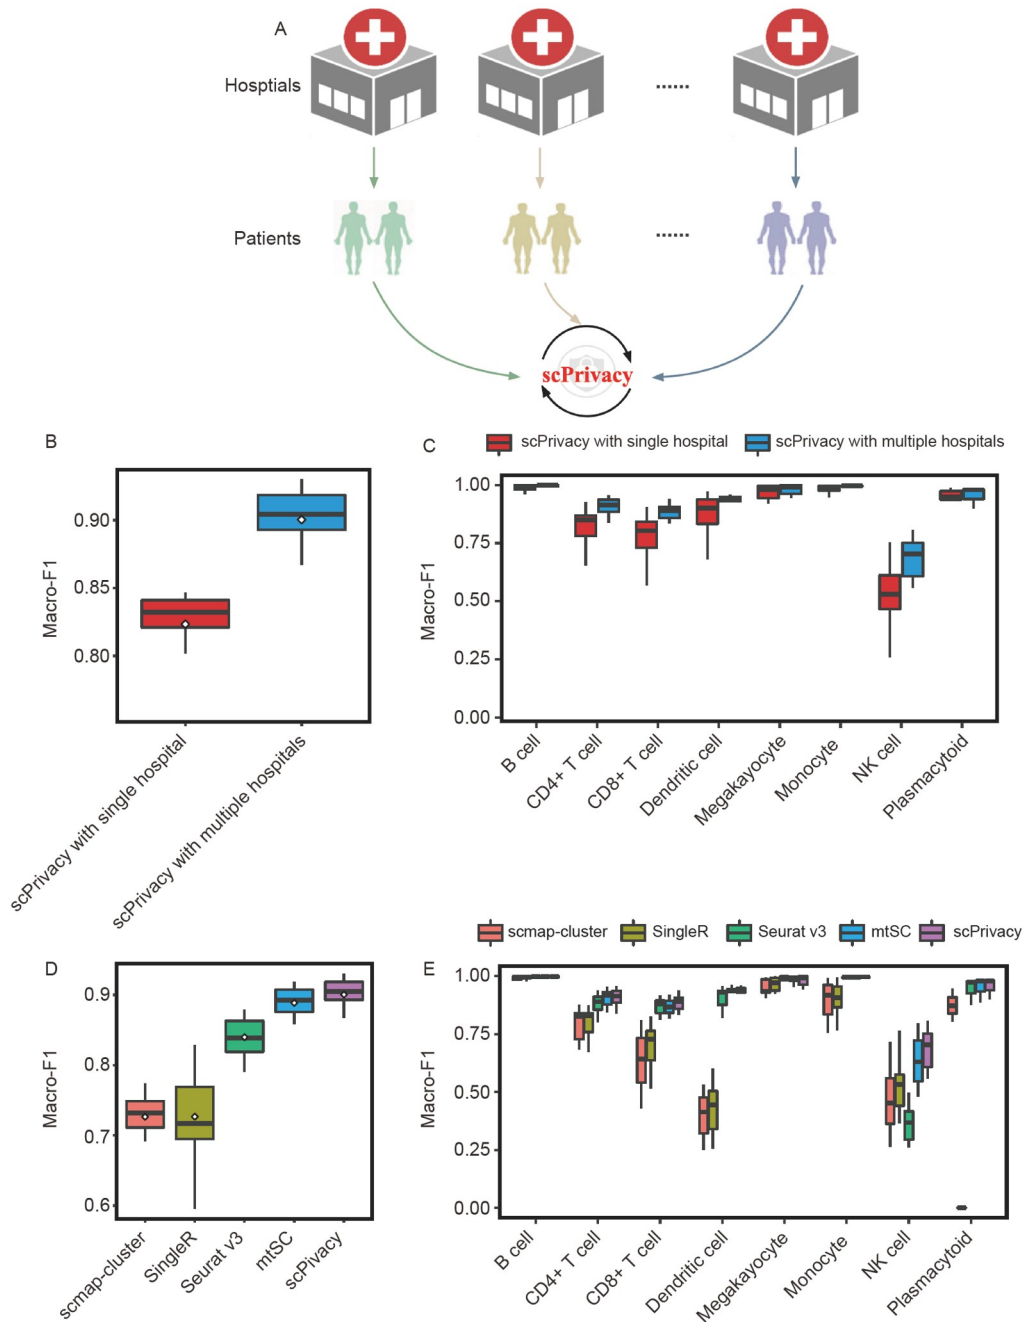 A
Hosptials
......
Patients
......
scPrivacy
B
Macro-F1
0.90
0.85
0.80
scPrivacy with single hospital
scPrivacy with multiple hospitals
C
scPrivacy with single hospital
scPrivacy with multiple hospitals
Macro-F1
1.00
0.75
0.50
0.25
0.00
B cell
CD4+ T cell
CD8+ T cell
Dendritic cell
Megakayocyte
Monocyte
NK cell
Plasmacytoid
D
Macro-F1
0.9
0.8
0.7
0.6
scmap-cluster
SingleR
Seurat v3
mtSC
scPivacy
E
scmap-cluster
SingleR
Seurat v3
mtSC
scPrivacy
Macro-F1
1.00
0.75
0.50
0.25
0.00
B cell
CD4+ T cell
CD8+ T cell
Dendritic cell
Megakayocyte
Monocyte
NK cell
Plasmacytoid